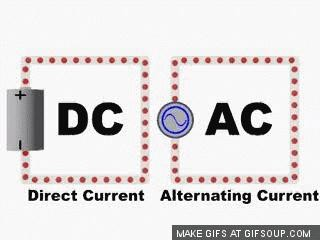 +
DC
AC
-
Direct Current
Alternating Current
MAKE GIFS AT GIFSOUP.COM